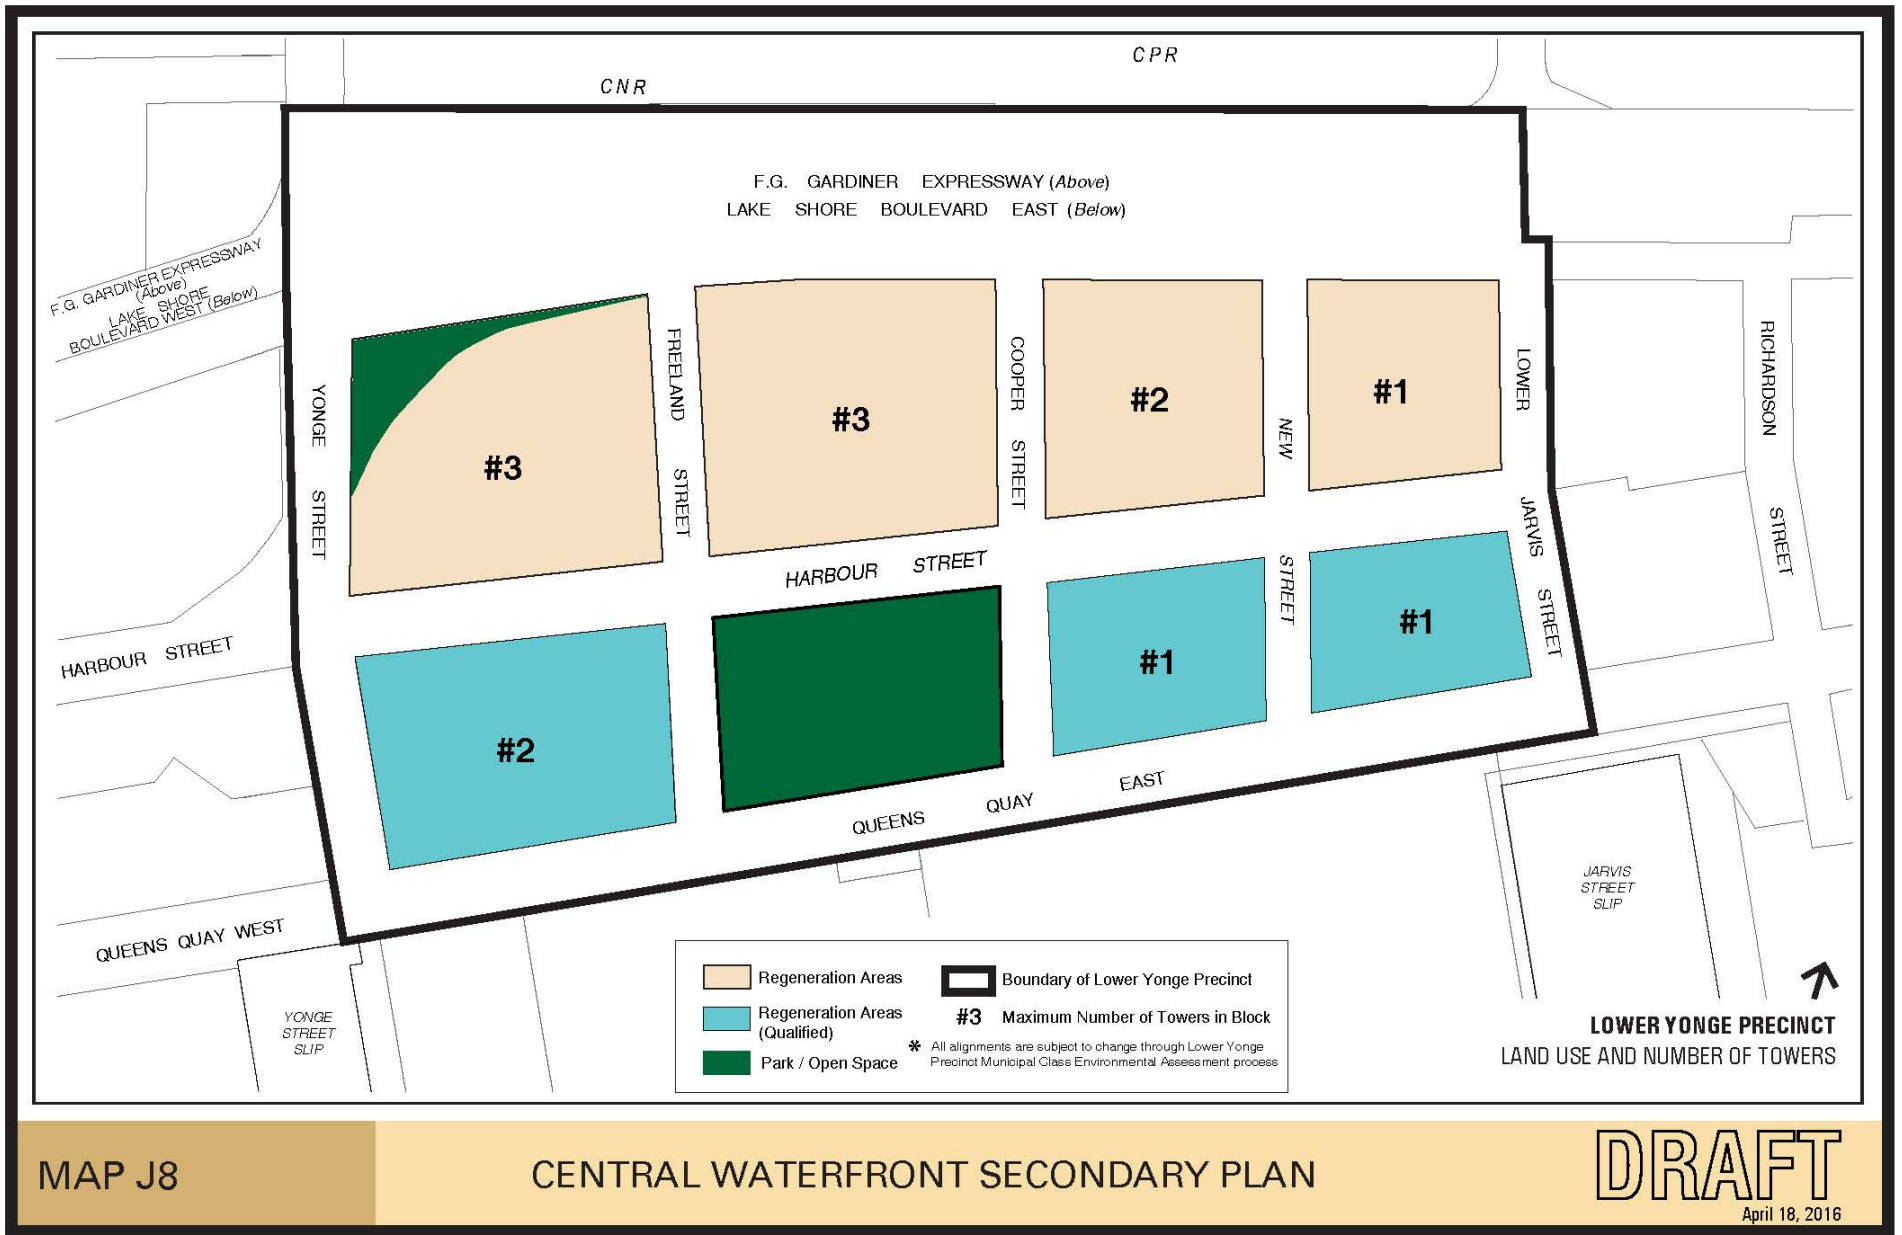 CPR
CNR
F.G. GARDINER EXPRESSWAY (Above)
LAKE SHORE BOULEVARD EAST (Below)
F.G. GARDINER EXPRESSWAY
(Above)
LAKE SHORE
BOULEVARD WEST (Below)
YONGE STREET
FREELAND STREET
COOPER STREET
NEW STREET
LOWER JARVIS STREET
RICHARDSON STREET
#3
#3
#2
#1
HARBOUR STREET
HARBOUR STREET
#2
#1
#1
QUEENS QUAY EAST
QUEENS QUAY WEST
YONGE
STREET
SLIP
JARVIS
STREET
SLIP
Regeneration Areas
Regeneration Areas
(Qualified)
Park / Open Space
Boundary of Lower Yonge Precinct
#3 Maximum Number of Towers in Block
* All alignments are subject to change through Lower Yonge
Precinct Municipal Class Environmental Assessment process
LOWER YONGE PRECINCT
LAND USE AND NUMBER OF TOWERS
MAP J8
CENTRAL WATERFRONT SECONDARY PLAN
DRAFT
April 18, 2016